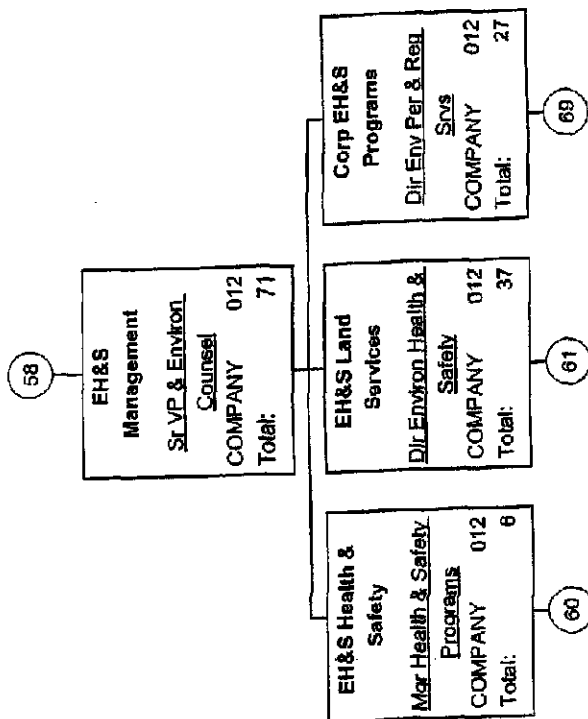 58
EH&S
Management
Sr VP & Environ
Counsel
COMPANY 012
Total: 71
EH&S Health &
Safety
Mgr Health & Safety
Programs
COMPANY 012
Total: 6
60
EH&S Land
Services
Dir Environ Health &
Safety
COMPANY 012
Total: 37
61
Corp EH&S
Programs
Dir Env Per & Reg
Srvs
COMPANY 012
Total: 27
69